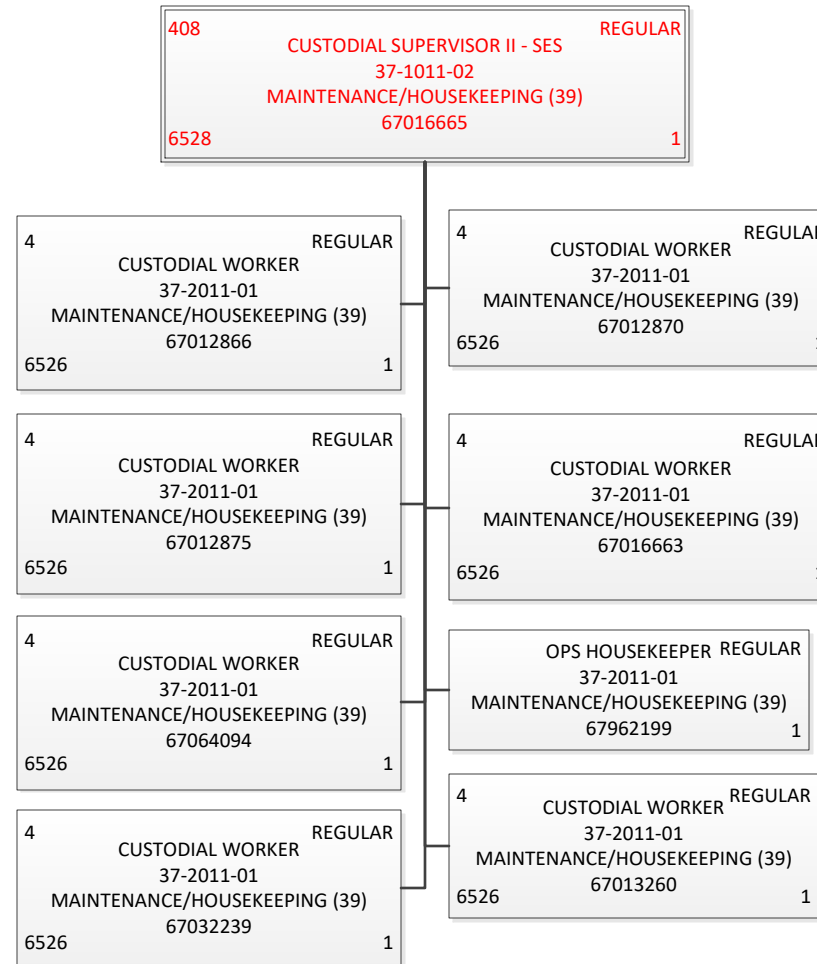 408 REGULAR
CUSTODIAL SUPERVISOR II - SES
37-1011-02
MAINTENANCE/HOUSEKEEPING (39)
67016665
6528 1
4 REGULAR
CUSTODIAL WORKER
37-2011-01
MAINTENANCE/HOUSEKEEPING (39)
67012866
6526 1
4 REGULAR
CUSTODIAL WORKER
37-2011-01
MAINTENANCE/HOUSEKEEPING (39)
67012870
6526
4 REGULAR
CUSTODIAL WORKER
37-2011-01
MAINTENANCE/HOUSEKEEPING (39)
67012875
6526 1
4 REGULAR
CUSTODIAL WORKER
37-2011-01
MAINTENANCE/HOUSEKEEPING (39)
67016663
6526
4 REGULAR
CUSTODIAL WORKER
37-2011-01
MAINTENANCE/HOUSEKEEPING (39)
67064094
6526 1
OPS HOUSEKEEPER REGULAR
37-2011-01
MAINTENANCE/HOUSEKEEPING (39)
67962199
1
4 REGULAR
CUSTODIAL WORKER
37-2011-01
MAINTENANCE/HOUSEKEEPING (39)
67032239
6526 1
4 REGULAR
CUSTODIAL WORKER
37-2011-01
MAINTENANCE/HOUSEKEEPING (39)
67013260
6526 1